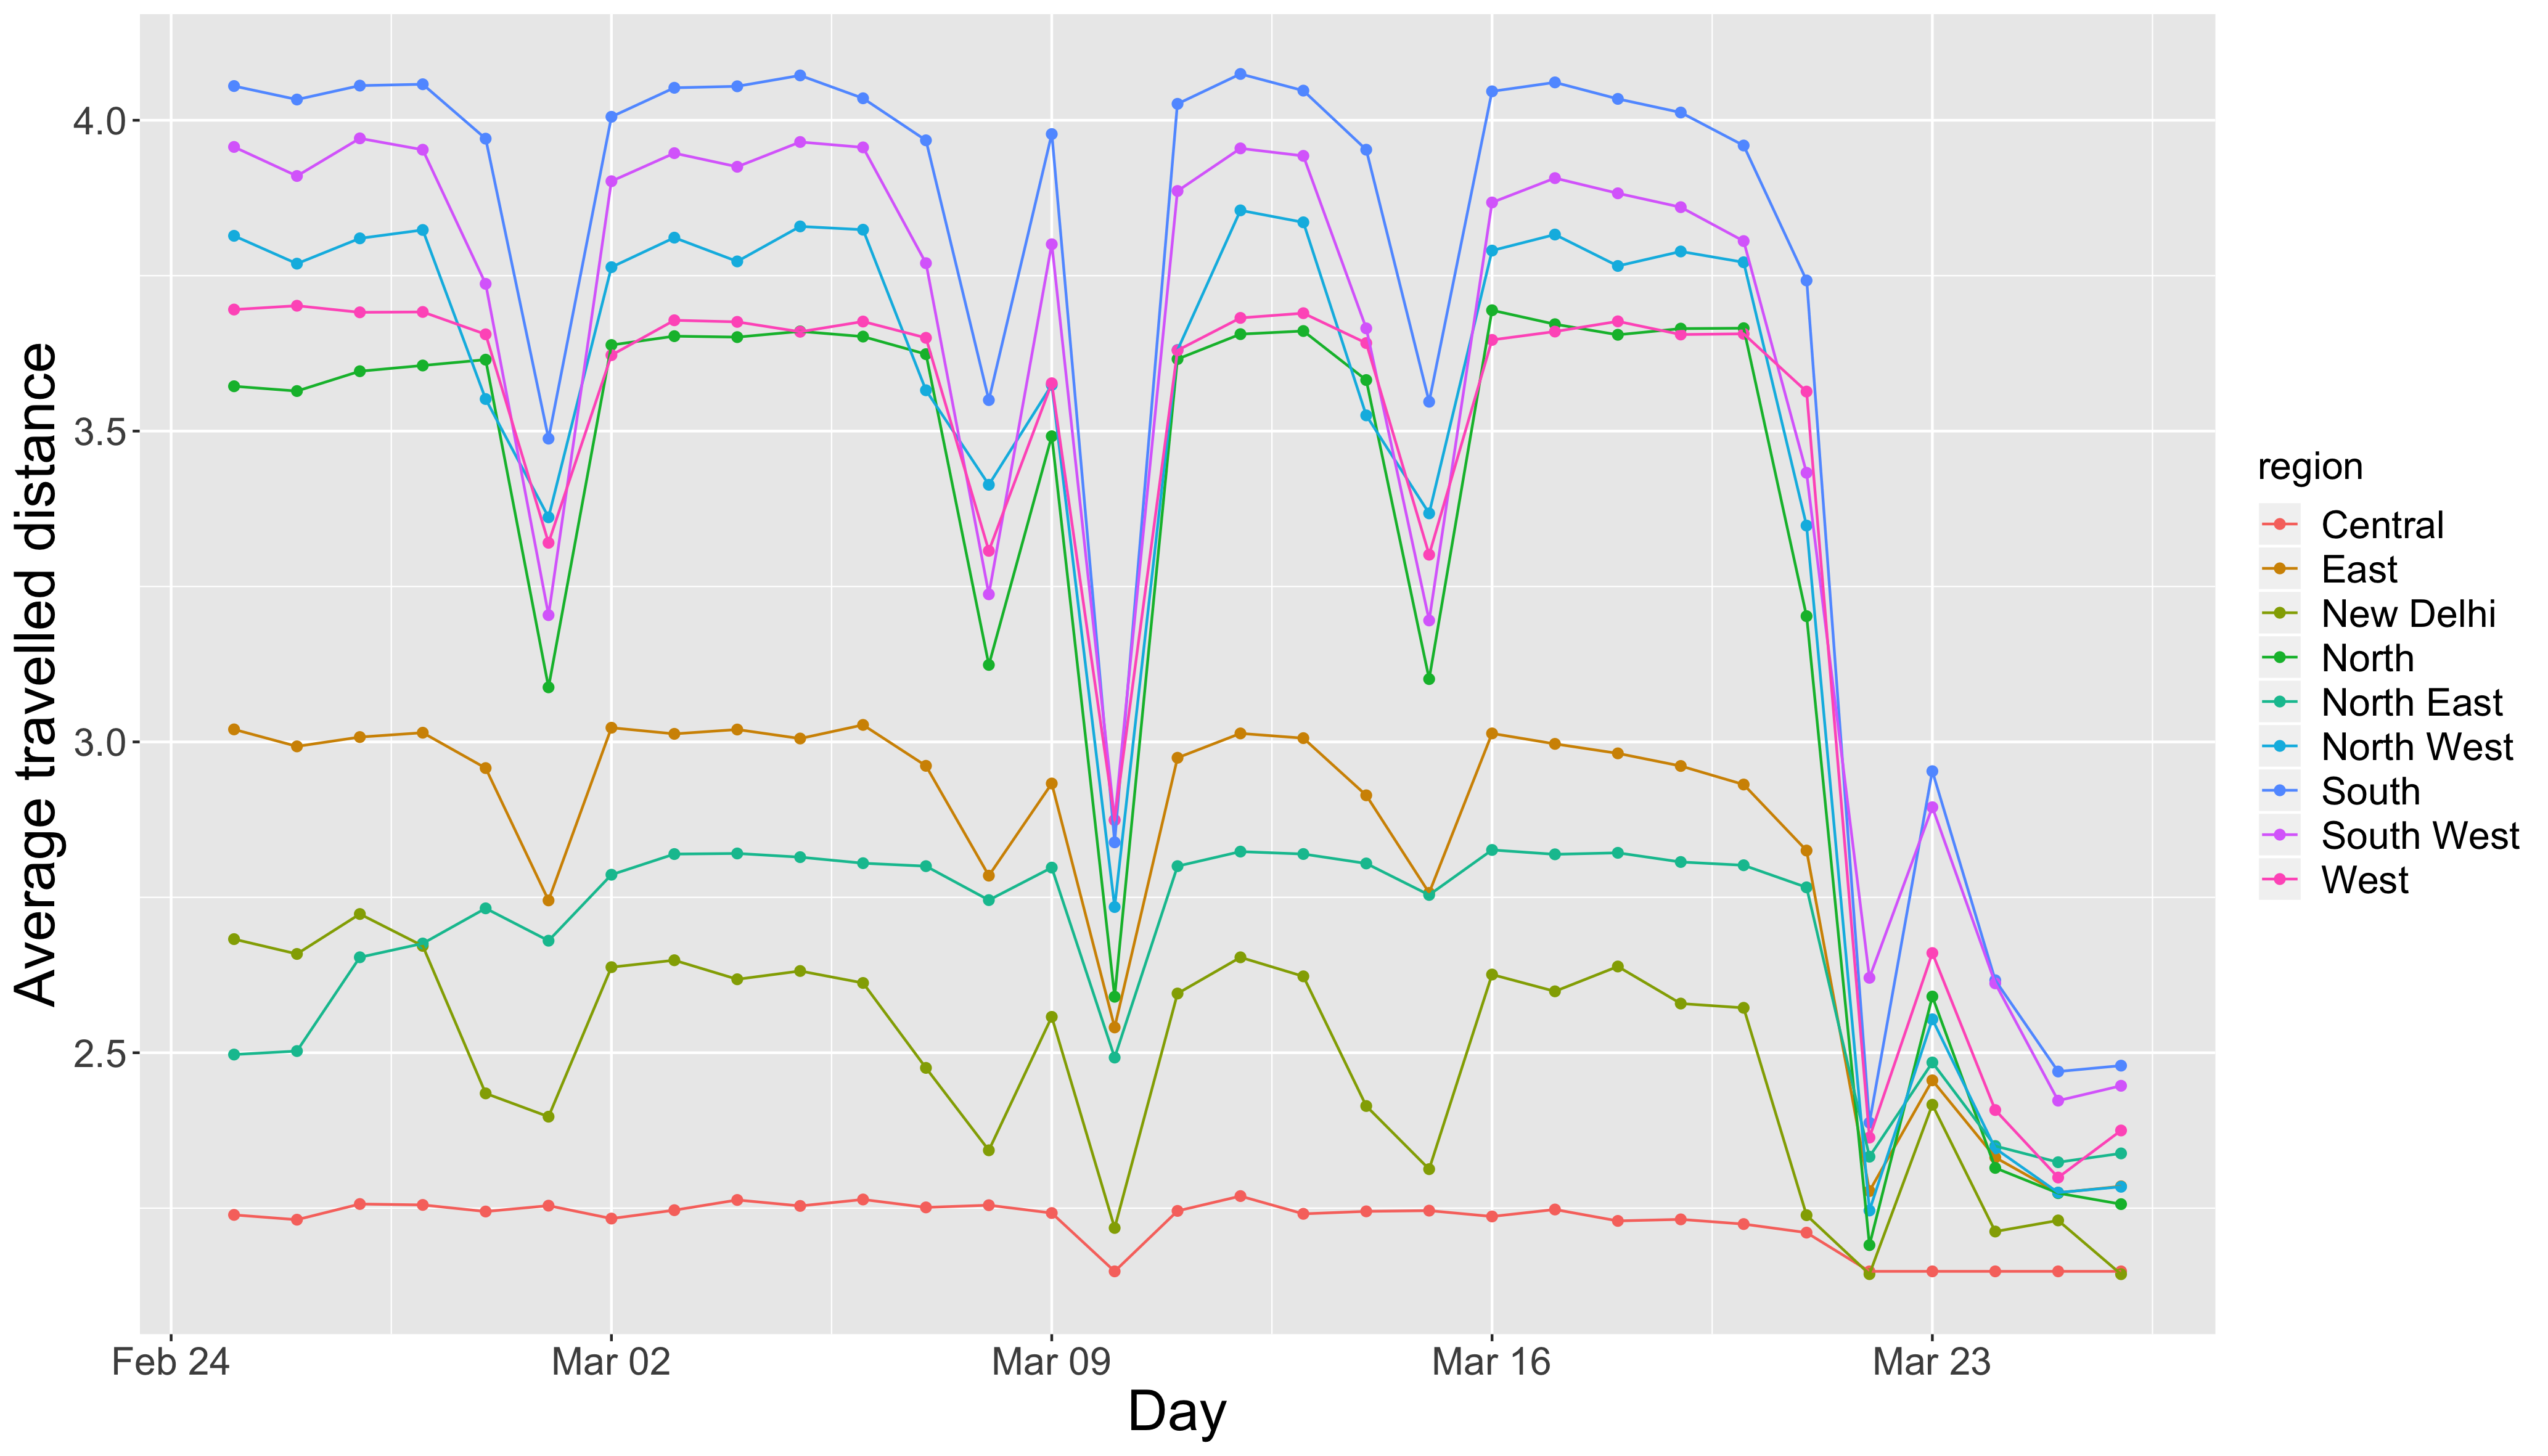 Average travelled distance
4.0
3.5
3.0
2.5
Feb 24
Mar 02
Mar 09
Mar 16
Mar 23
Day
region
Central
East
New Delhi
North
North East
North West
South
South West
West